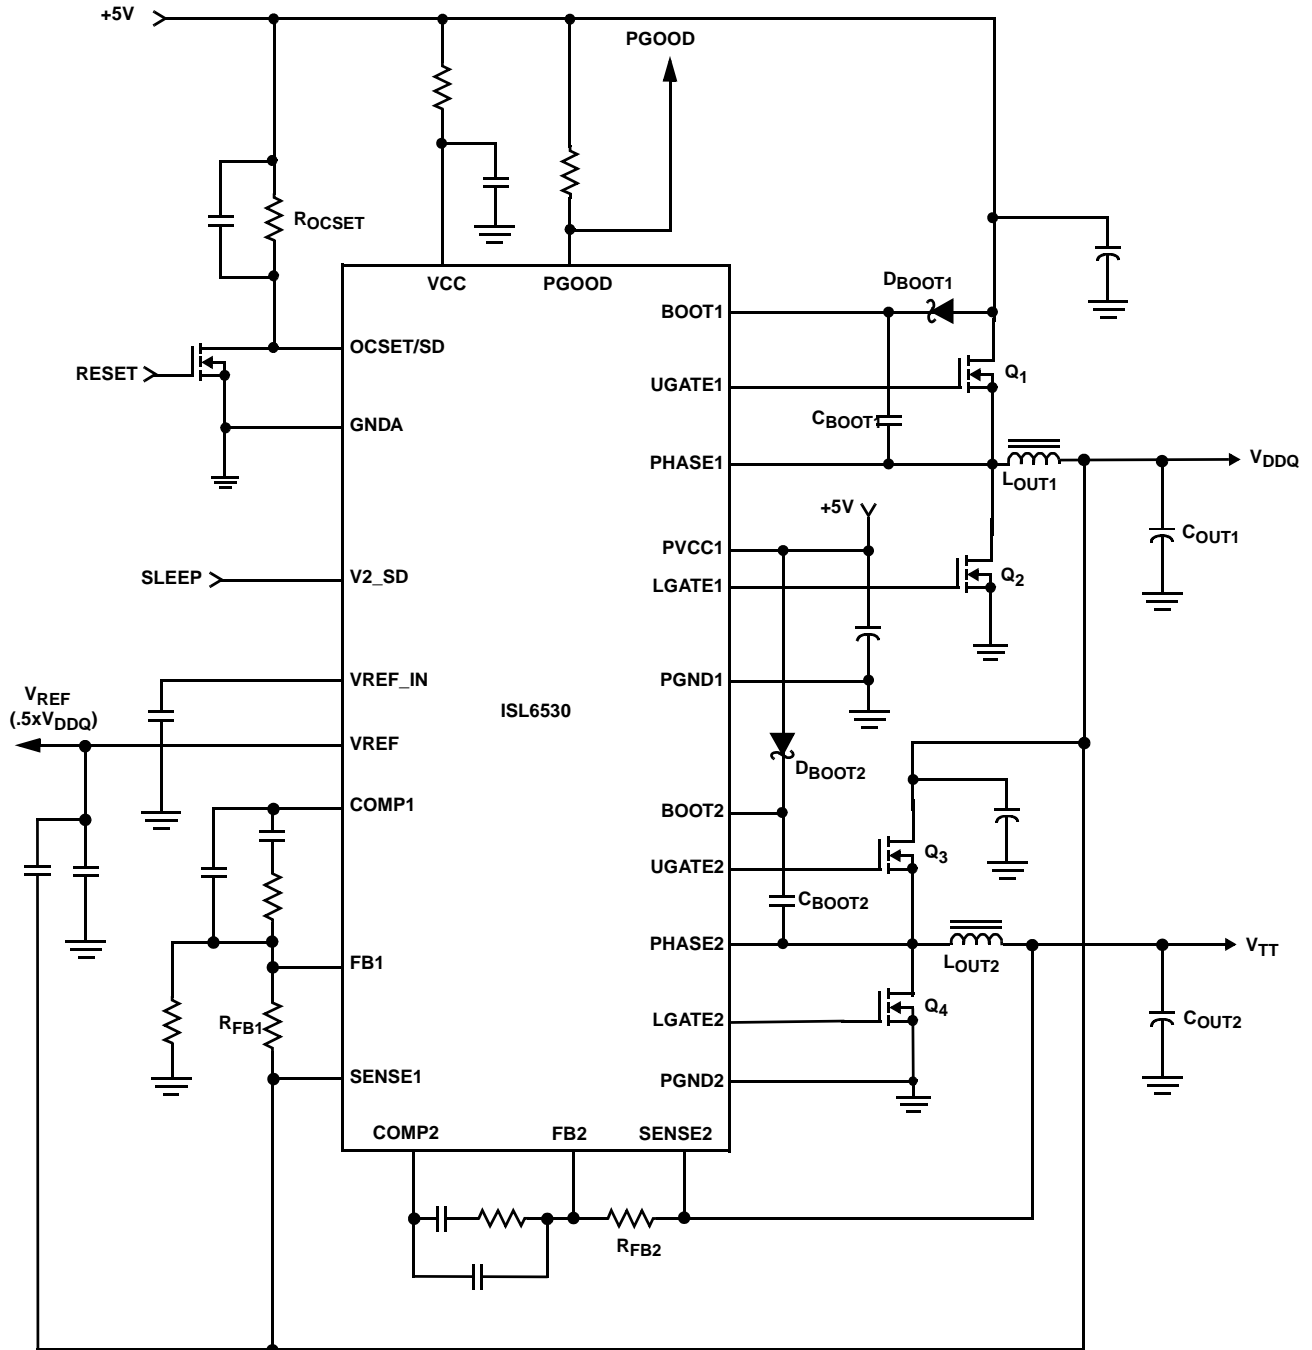 +5V
PGOOD
ROCSET
VCC
PGOOD
DBOOT1
BOOT1
OCSET/SD
RESET
UGATE1
Q1
CBOOT1
GNDA
PHASE1
VDDQ
LOUT1
+5V
COUT1
PVCC1
SLEEP
V2_SD
LGATE1
Q2
VREF_IN
PGND1
VREF
(.5xVDDQ)
ISL6530
VREF
DBOOT2
COMP1
BOOT2
Q3
UGATE2
CBOOT2
PHASE2
VTT
FB1
LOUT2
Q4
RFB1
LGATE2
COUT2
SENSE1
PGND2
COMP2
FB2
SENSE2
RFB2